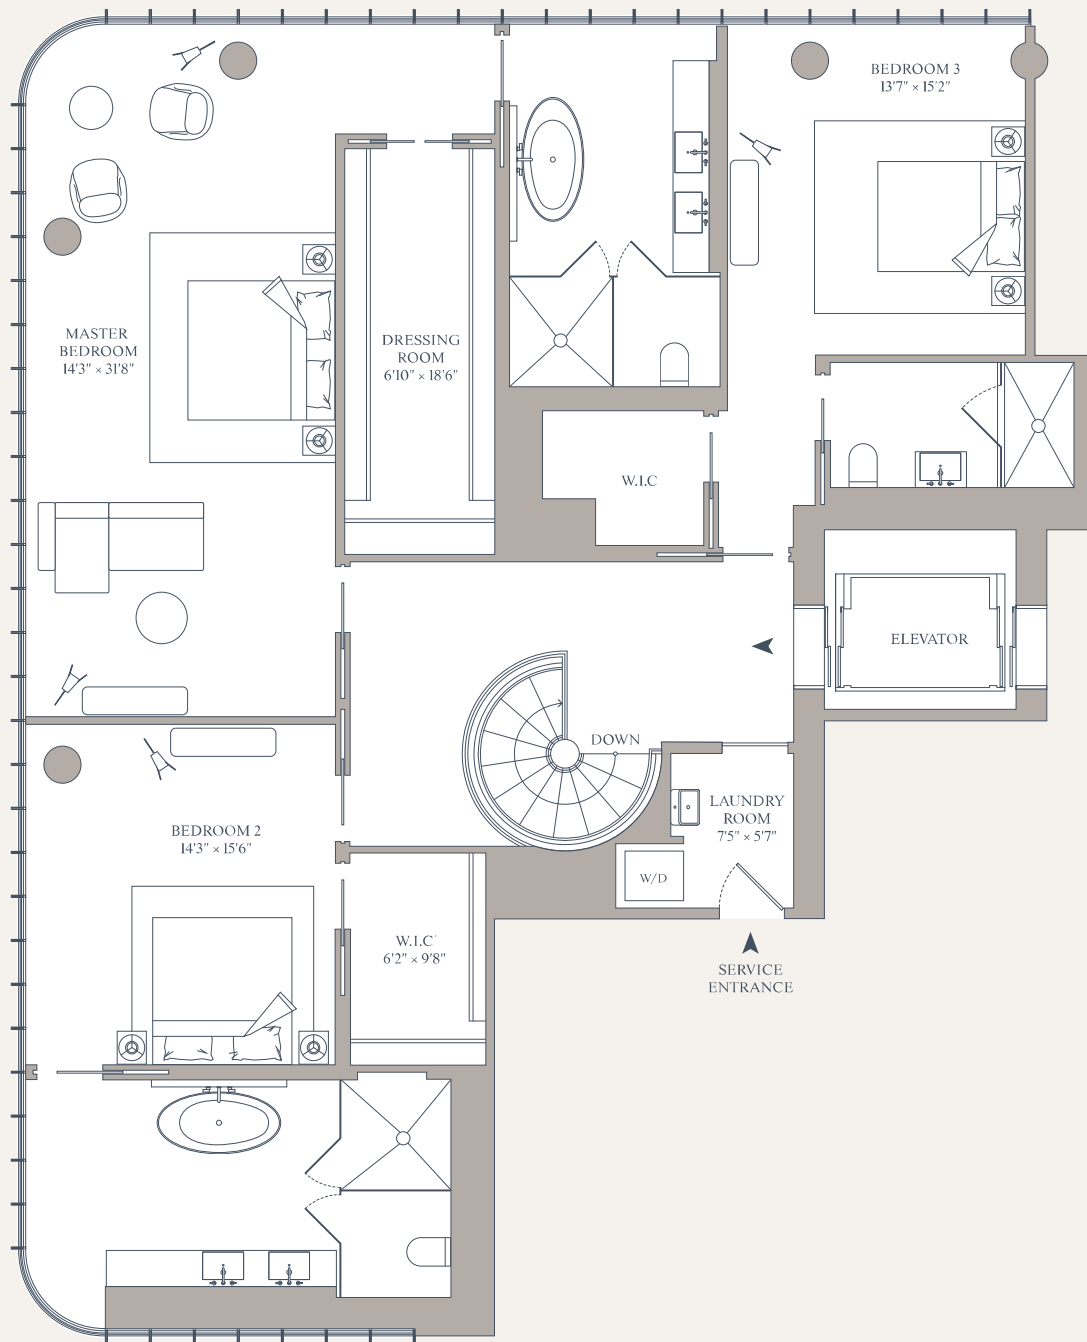 BEDROOM 3
13'7" × 15'2"
MASTER
BEDROOM
14'3" × 31'8"
DRESSING
ROOM
6'10" × 18'6"
W.I.C
ELEVATOR
DOWN
LAUNDRY
ROOM
7'5" × 5'7"
BEDROOM 2
14'3" × 15'6"
W/D
W.I.C
6'2" × 9'8"
SERVICE
ENTRANCE